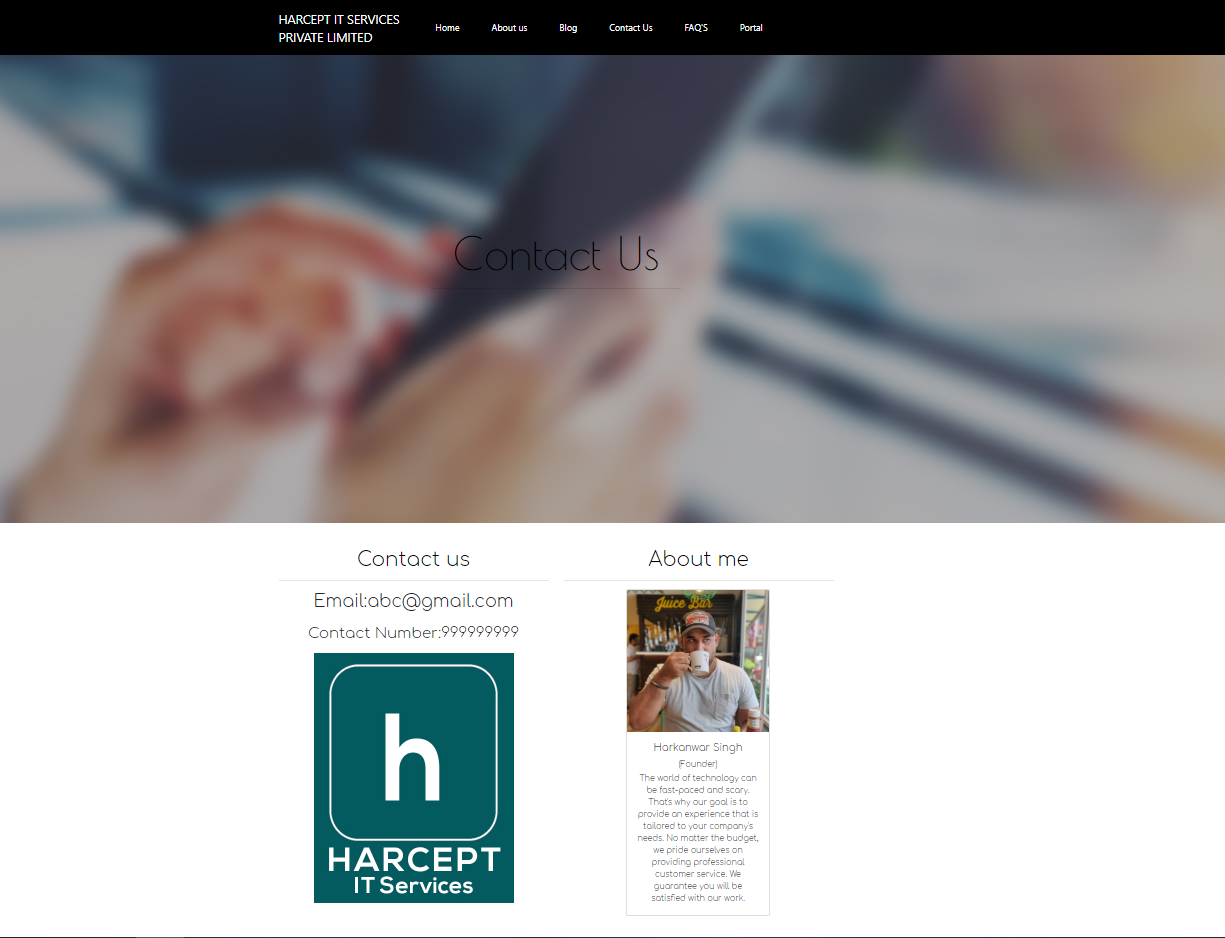 HARCEPT IT SERVICES
PRIVATE LIMITED
Home
About us
Blog
Contact Us
FAQ'S
Portal
Contact Us
Contact us
Email:abc@gmail.com
Contact Number:999999999
h
HARCEPT
IT Services
About me
Juice Bar
Harkanwar Singh
(Founder)
The world of technology can
be fast-paced and scary.
That's why our goal is to
provide an experience that is
tailored to your company's
needs. No matter the budget,
we pride ourselves on
providing professional
customer service. We
guarantee you will be
satisfied with our work.